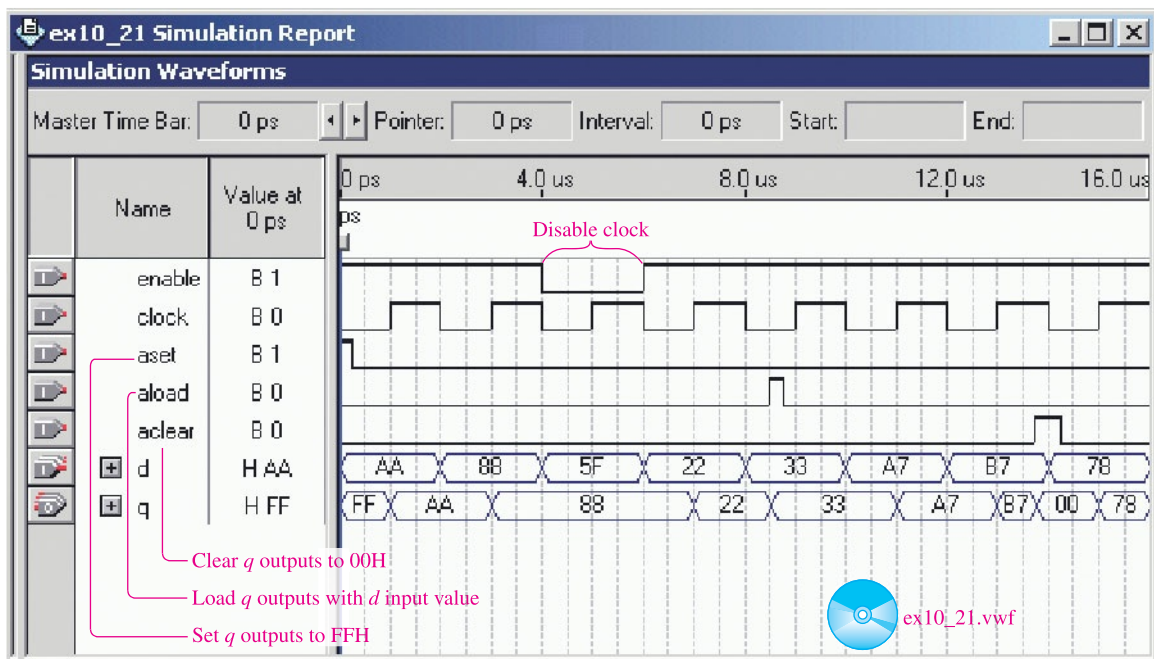 ex10_21 Simulation Report
Simulation Waveforms
Master Time Bar: 0 ps Pointer: 0 ps Interval: 0 ps Start: End:
Name
Value at
0 ps
0 ps 4.0 us 8.0 us 12.0 us 16.0 us
ps
Disable clock
enable B 1
clock B 0
aset B 1
aload B 0
aclear B 0
d H AA AA 88 5F 22 33 A7 B7 78
q H FF FF AA 88 22 33 A7 B7 00 78
Clear q outputs to 00H
Load q outputs with d input value
Set q outputs to FFH
ex10_21.vwf